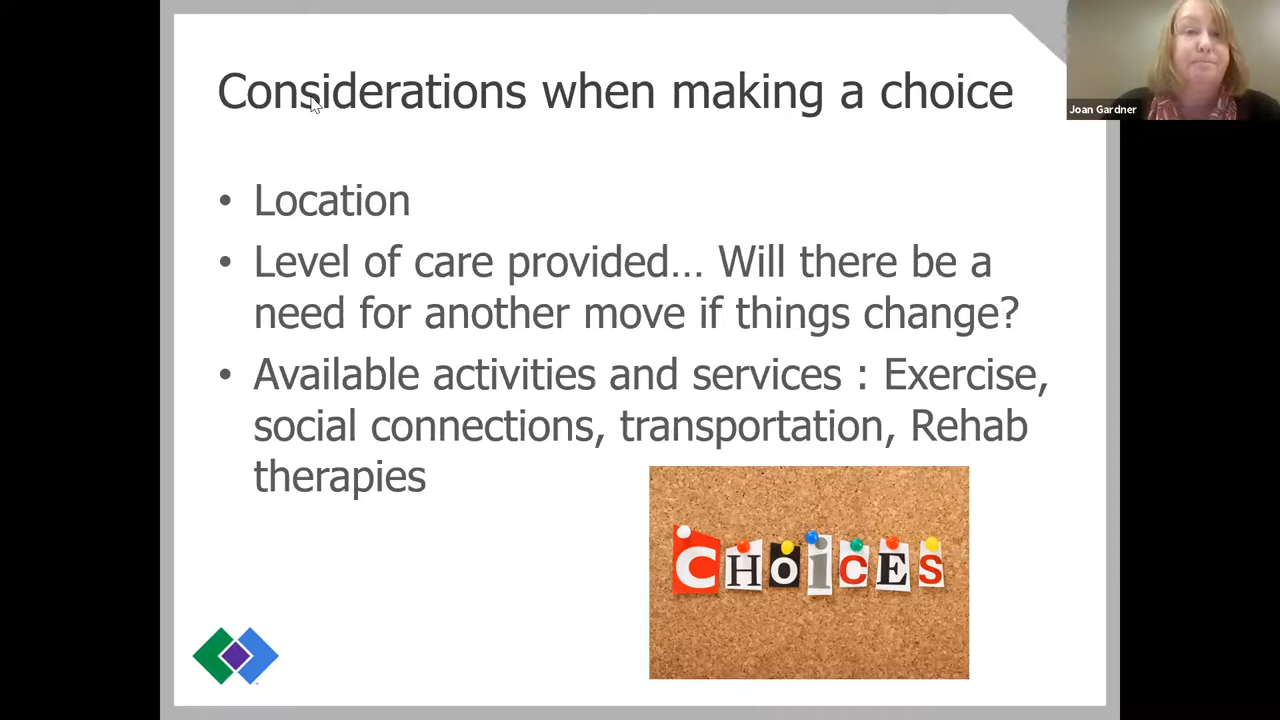 Considerations when making a choice
Joan Gardner
• Location
• Level of care provided... Will there be a
need for another move if things change?
• Available activities and services : Exercise,
social connections, transportation, Rehab
therapies
CHOiCES